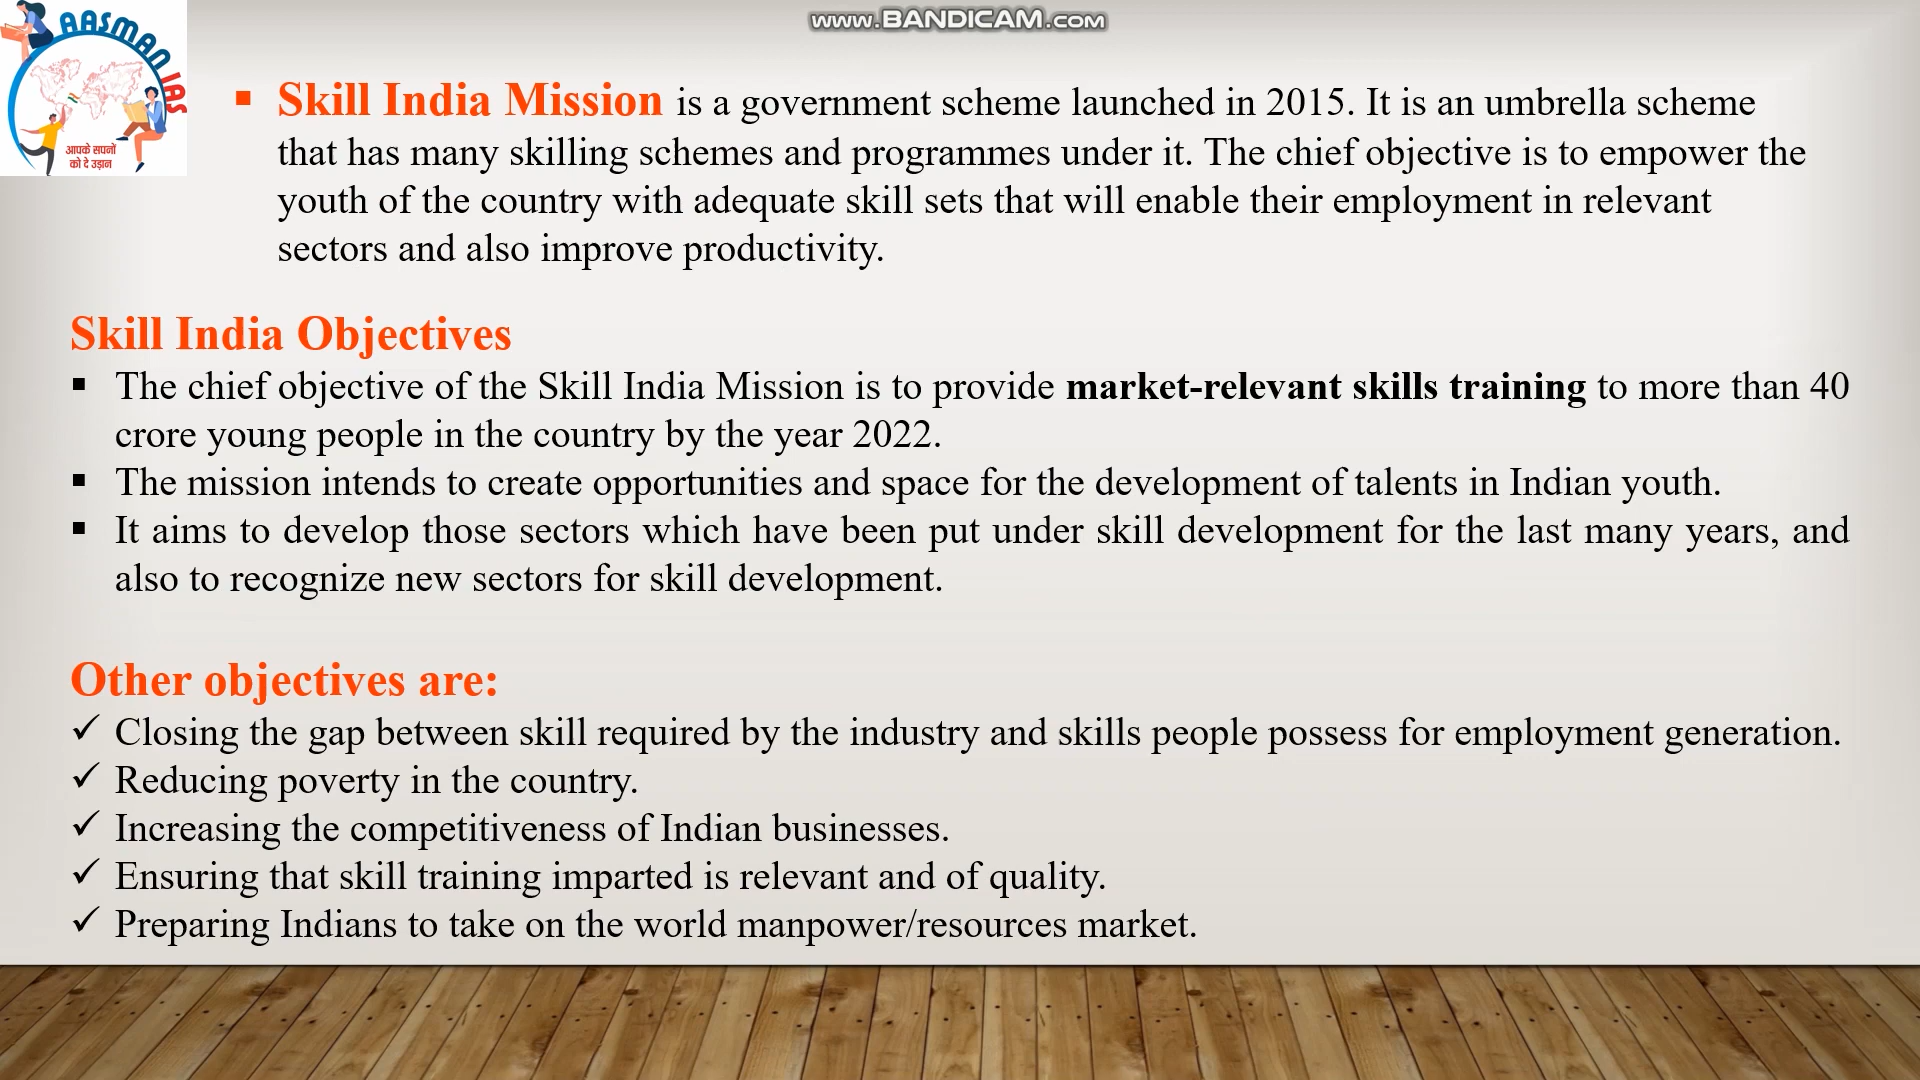 www.BANDICAM.com
AASMAN IAS
आपके सपनों
को दे उड़ान
▪ Skill India Mission is a government scheme launched in 2015. It is an umbrella scheme
that has many skilling schemes and programmes under it. The chief objective is to empower the
youth of the country with adequate skill sets that will enable their employment in relevant
sectors and also improve productivity.
Skill India Objectives
▪ The chief objective of the Skill India Mission is to provide market-relevant skills training to more than 40
crore young people in the country by the year 2022.
▪ The mission intends to create opportunities and space for the development of talents in Indian youth.
▪ It aims to develop those sectors which have been put under skill development for the last many years, and
also to recognize new sectors for skill development.
Other objectives are:
✓ Closing the gap between skill required by the industry and skills people possess for employment generation.
✓ Reducing poverty in the country.
✓ Increasing the competitiveness of Indian businesses.
✓ Ensuring that skill training imparted is relevant and of quality.
✓ Preparing Indians to take on the world manpower/resources market.